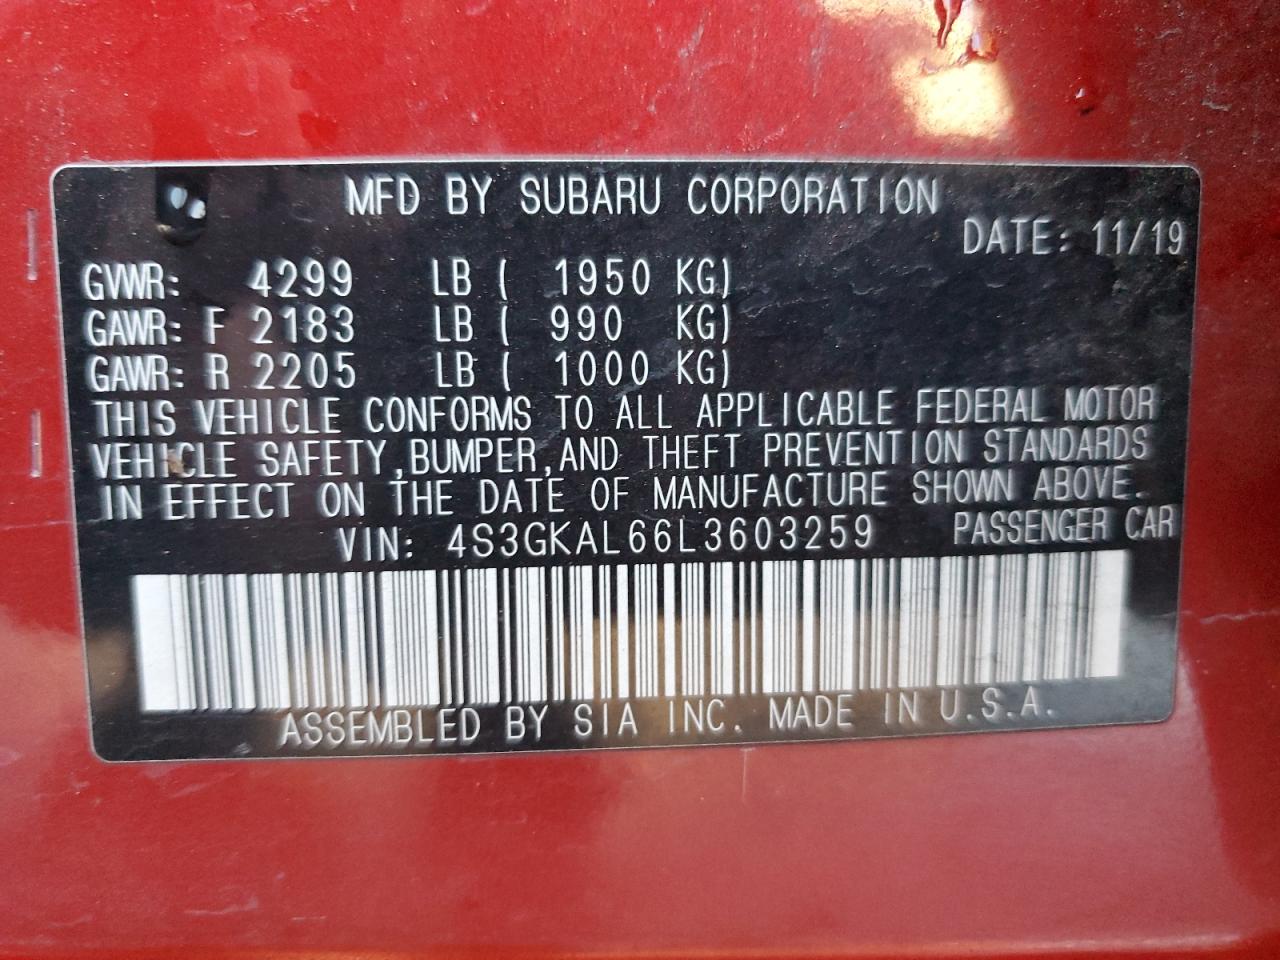 MFD BY SUBARU CORPORATION
DATE: 11/19
GVWR: 4299 LB ( 1950 KG)
GAWR: F 2183 LB ( 990 KG)
GAWR: R 2205 LB ( 1000 KG)
THIS VEHICLE CONFORMS TO ALL APPLICABLE FEDERAL MOTOR
VEHICLE SAFETY,BUMPER,AND THEFT PREVENTION STANDARDS
IN EFFECT ON THE DATE OF MANUFACTURE SHOWN ABOVE.
VIN: 4S3GKAL66L3603259 PASSENGER CAR
ASSEMBLED BY SIA INC. MADE IN U.S.A.